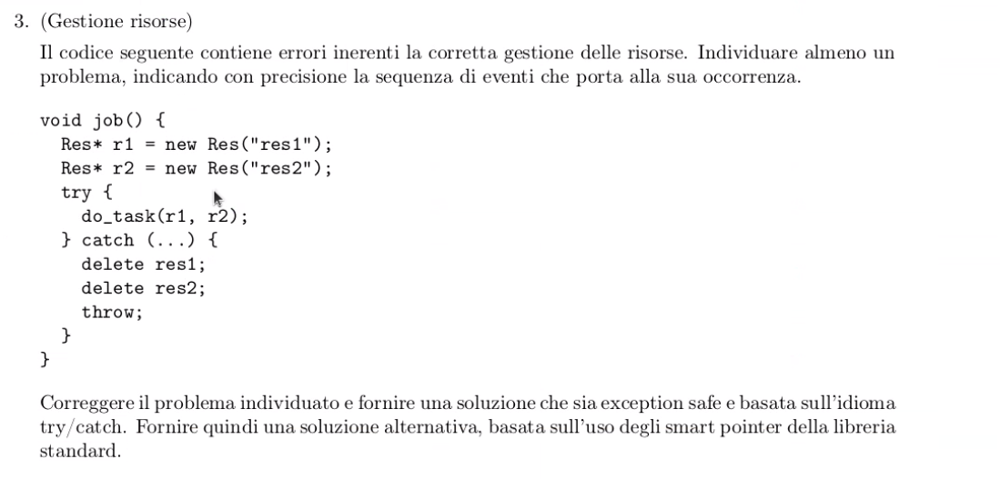 3. (Gestione risorse)
Il codice seguente contiene errori inerenti la corretta gestione delle risorse. Individuare almeno un
problema, indicando con precisione la sequenza di eventi che porta alla sua occorrenza.
void job() {
  Res* r1 = new Res("res1");
  Res* r2 = new Res("res2");
  try {
    do_task(r1, r2);
  } catch (...) {
    delete res1;
    delete res2;
    throw;
  }
}
Correggere il problema individuato e fornire una soluzione che sia exception safe e basata sull'idioma
try/catch. Fornire quindi una soluzione alternativa, basata sull'uso degli smart pointer della libreria
standard.